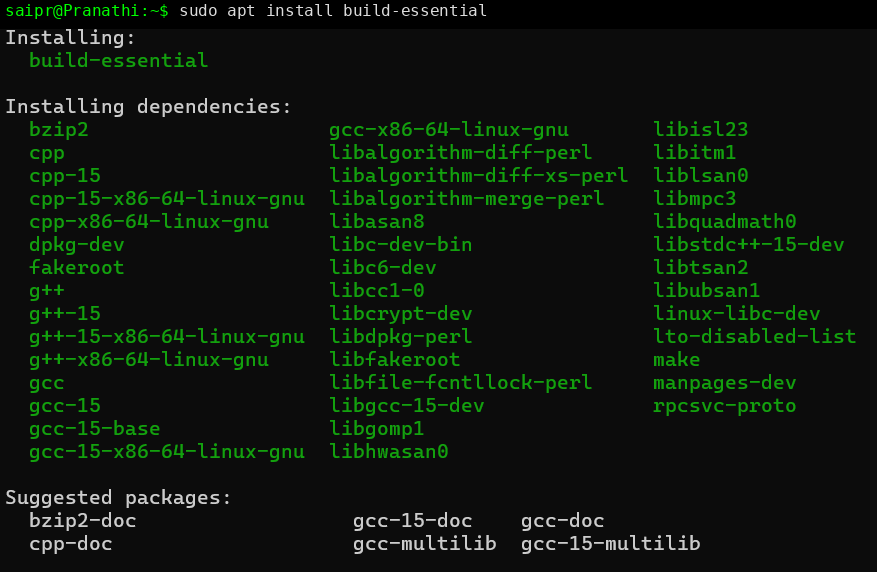 saipr@Pranathi:~$ sudo apt install build-essential
Installing:
build-essential
Installing dependencies:
bzip2 gcc-x86-64-linux-gnu libisl23
cpp libalgorithm-diff-perl libitm1
cpp-15 libalgorithm-diff-xs-perl liblsan0
cpp-15-x86-64-linux-gnu libalgorithm-merge-perl libmpc3
cpp-x86-64-linux-gnu libasan8 libquadmath0
dpkg-dev libc-dev-bin libstdc++-15-dev
fakeroot libc6-dev libtsan2
g++ libcc1-0 libubsan1
g++-15 libcrypt-dev linux-libc-dev
g++-15-x86-64-linux-gnu libdpkg-perl lto-disabled-list
g++-x86-64-linux-gnu libfakeroot make
gcc libfile-fcntllock-perl manpages-dev
gcc-15 libgcc-15-dev rpcsvc-proto
gcc-15-base libgomp1
gcc-15-x86-64-linux-gnu libhwasan0
Suggested packages:
bzip2-doc gcc-15-doc gcc-doc
cpp-doc gcc-multilib gcc-15-multilib